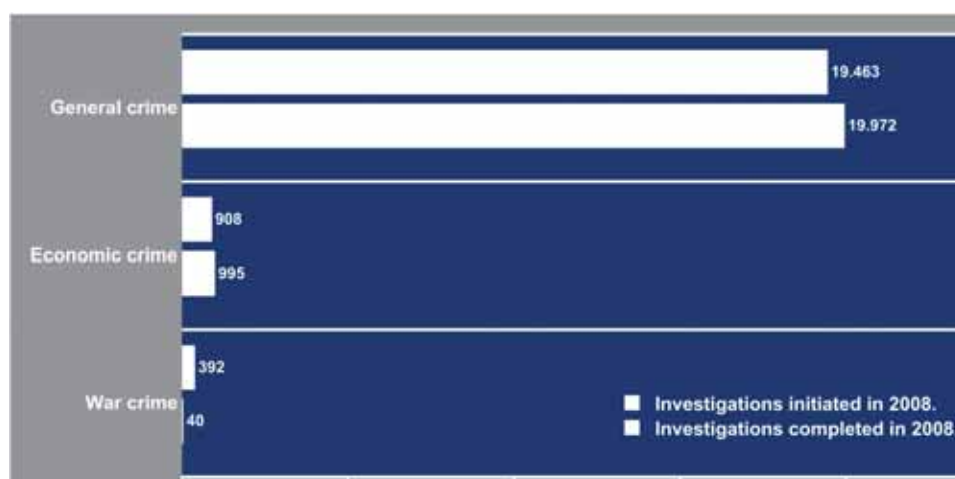 19.463
General crime
19.972
908
Economic crime
995
392
War crime
40
Investigations initiated in 2008.
Investigations completed in 2008